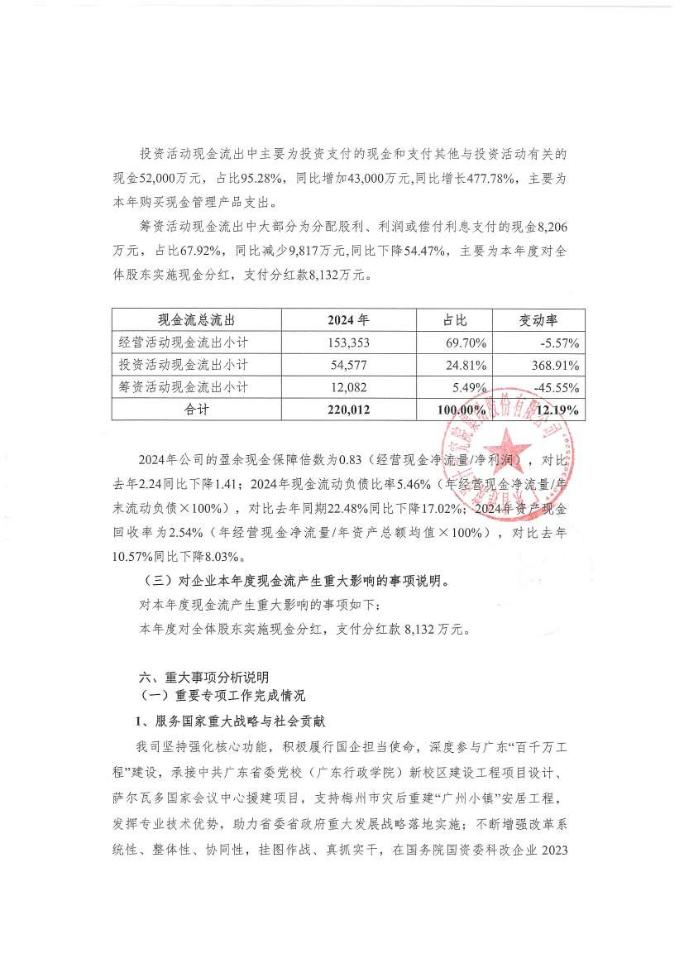 投资活动现金流出中主要为投资支付的现金和支付其他与投资活动有关的
现金52,000万元，占比95.28%，同比增加43,000万元,同比增长477.78%，主要为
本年购买现金管理产品支出。
筹资活动现金流出中大部分为分配股利、利润或偿付利息支付的现金8,206
万元，占比67.92%，同比减少9,817万元,同比下降54.47%，主要为本年度对全
体股东实施现金分红，支付分红款8,132万元。
现金流总流出 2024年 占比 变动率
经营活动现金流出小计 153,353 69.70% -5.57%
投资活动现金流出小计 54,577 24.81% 368.91%
筹资活动现金流出小计 12,082 5.49% -45.55%
合计 220,012 100.00% 12.19%
2024年公司的盈余现金保障倍数为0.83（经营现金净流量/净利润），对比
去年2.24同比下降1.41；2024年现金流动负债比率5.46%（年经营现金净流量/年
末流动负债×100%），对比去年同期22.48%同比下降17.02%；2024年资产现金
回收率为2.54%（年经营现金净流量/年资产总额均值×100%），对比去年
10.57%同比下降8.03%。
（三）对企业本年度现金流产生重大影响的事项说明。
对本年度现金流产生重大影响的事项如下：
本年度对全体股东实施现金分红，支付分红款 8,132 万元。
六、重大事项分析说明
（一）重要专项工作完成情况
1、服务国家重大战略与社会贡献
我司坚持强化核心功能，积极履行国企担当使命，深度参与广东“百千万工
程”建设，承接中共广东省委党校（广东行政学院）新校区建设工程项目设计、
萨尔瓦多国家会议中心援建项目，支持梅州市灾后重建“广州小镇”安居工程，
发挥专业技术优势，助力省委省政府重大发展战略落地实施；不断增强改革系
统性、整体性、协同性，挂图作战、真抓实干，在国务院国资委科改企业 2023